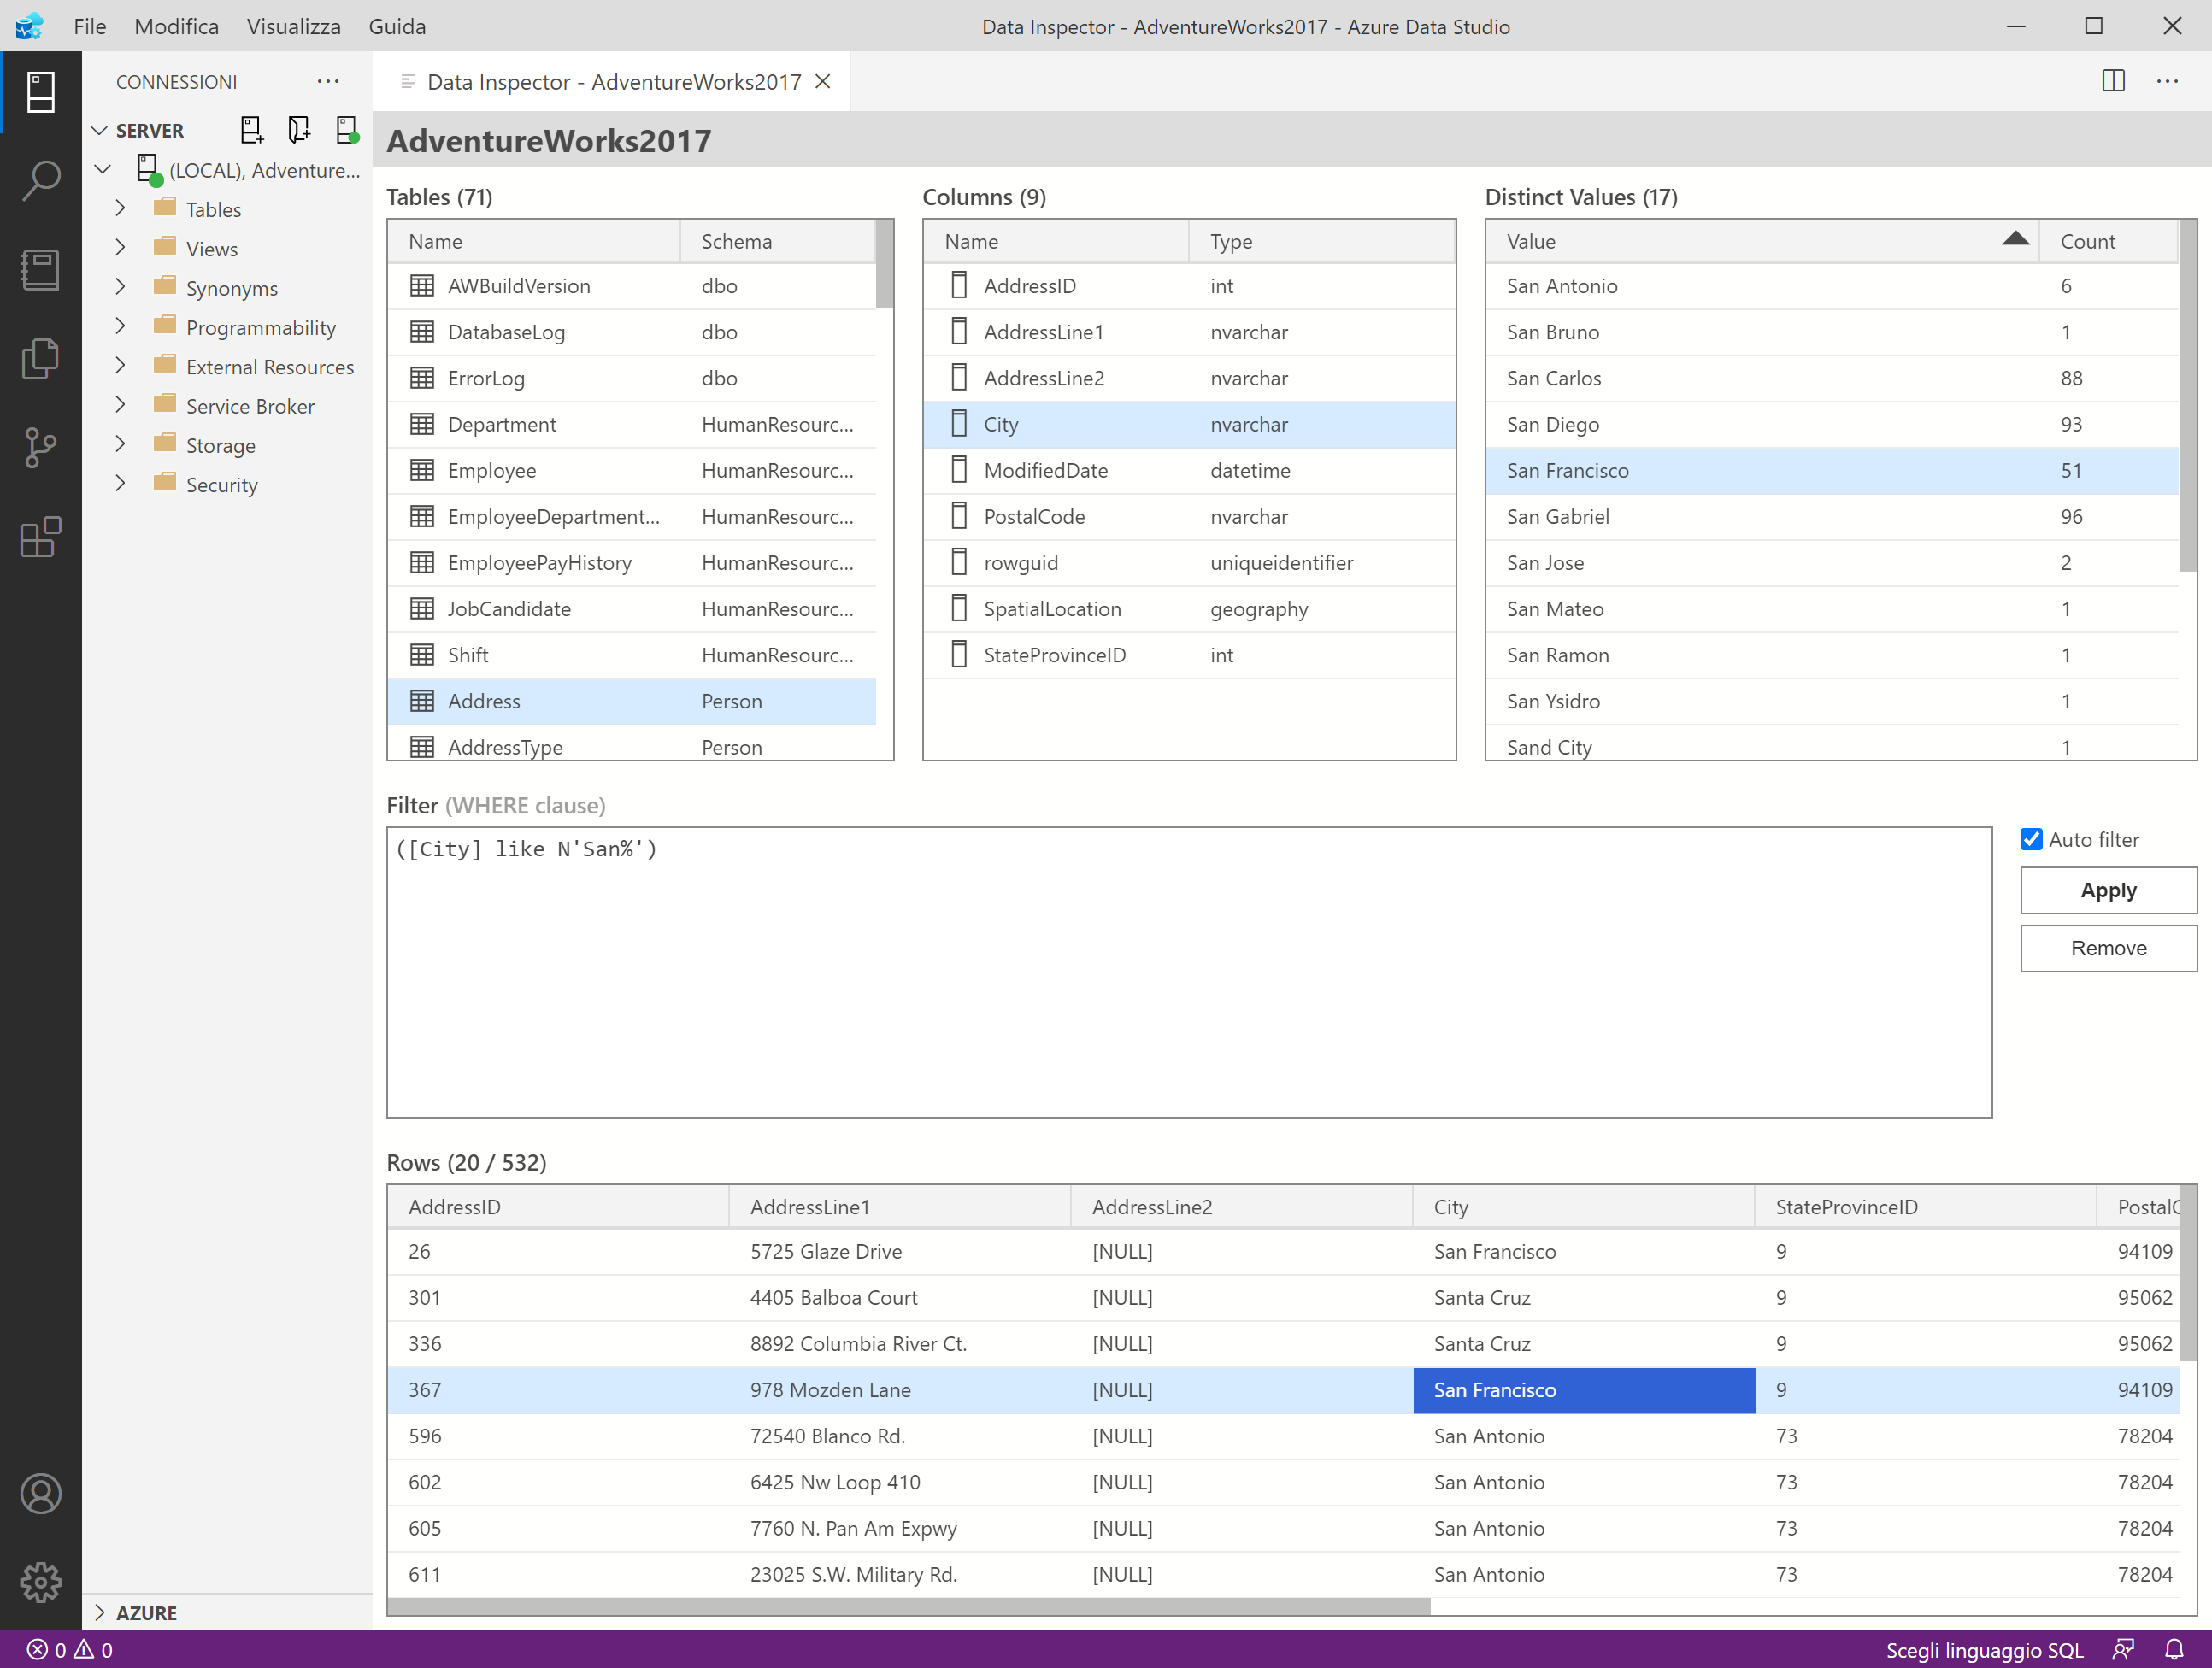 File Modifica Visualizza Guida Data Inspector - AdventureWorks2017 - Azure Data Studio
CONNESSIONI
SERVER
(LOCAL), Adventure...
Tables
Views
Synonyms
Programmability
External Resources
Service Broker
Storage
Security
AZURE
Data Inspector - AdventureWorks2017
AdventureWorks2017
Tables (71)
Name Schema
AWBuildVersion dbo
DatabaseLog dbo
ErrorLog dbo
Department HumanResourc...
Employee HumanResourc...
EmployeeDepartment... HumanResourc...
EmployeePayHistory HumanResourc...
JobCandidate HumanResourc...
Shift HumanResourc...
Address Person
AddressType Person
Columns (9)
Name Type
AddressID int
AddressLine1 nvarchar
AddressLine2 nvarchar
City nvarchar
ModifiedDate datetime
PostalCode nvarchar
rowguid uniqueidentifier
SpatialLocation geography
StateProvinceID int
Distinct Values (17)
Value Count
San Antonio 6
San Bruno 1
San Carlos 88
San Diego 93
San Francisco 51
San Gabriel 96
San Jose 2
San Mateo 1
San Ramon 1
San Ysidro 1
Sand City 1
Filter (WHERE clause)
([City] like N'San%')
Auto filter
Apply
Remove
Rows (20 / 532)
AddressID AddressLine1 AddressLine2 City StateProvinceID PostalC
26 5725 Glaze Drive [NULL] San Francisco 9 94109
301 4405 Balboa Court [NULL] Santa Cruz 9 95062
336 8892 Columbia River Ct. [NULL] Santa Cruz 9 95062
367 978 Mozden Lane [NULL] San Francisco 9 94109
596 72540 Blanco Rd. [NULL] San Antonio 73 78204
602 6425 Nw Loop 410 [NULL] San Antonio 73 78204
605 7760 N. Pan Am Expwy [NULL] San Antonio 73 78204
611 23025 S.W. Military Rd. [NULL] San Antonio 73 78204
0 0 Scegli linguaggio SQL